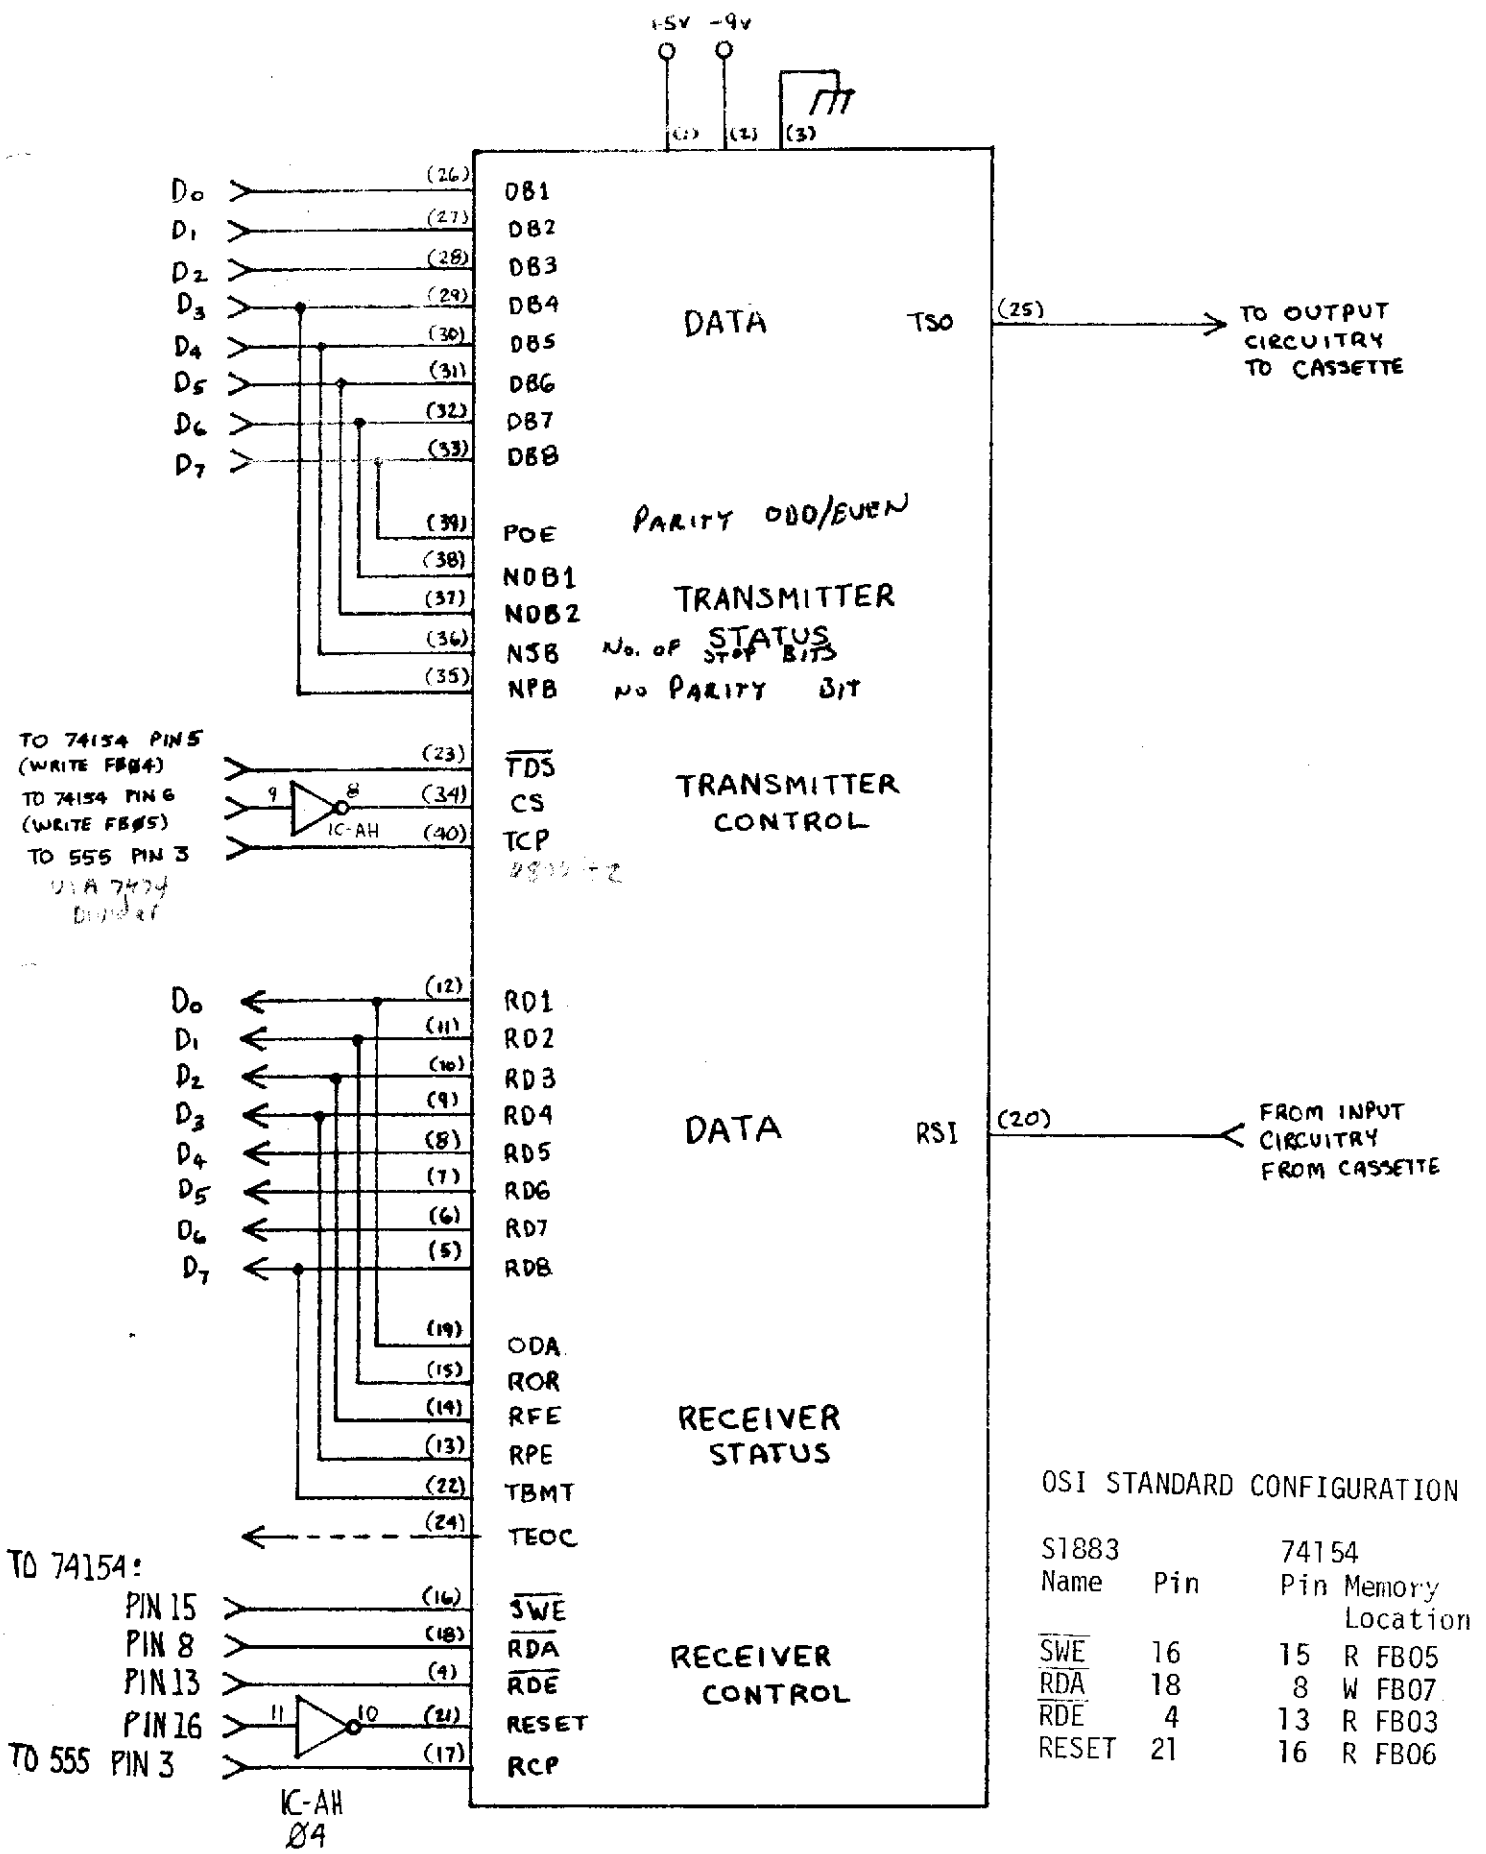 +5V -9V
(1) (2) (3)
D0 (26) DB1
D1 (27) DB2
D2 (28) DB3
D3 (29) DB4
D4 (30) DB5
D5 (31) DB6
D6 (32) DB7
D7 (33) DB8
DATA TSO (25)
TO OUTPUT
CIRCUITRY
TO CASSETTE
(39) POE PARITY ODD/EVEN
(38) NDB1
(37) NDB2
TRANSMITTER
STATUS
(36) NSB No. OF STOP BITS
(35) NPB NO PARITY BIT
TO 74154 PIN 5
(WRITE FBØ4)
(23) TDS
TO 74154 PIN 6
(WRITE FBØ5)
9 8 (34) CS
IC-AH
TO 555 PIN 3 (40) TCP
VIA 7474
Divider
TRANSMITTER
CONTROL
D0 (12) RD1
D1 (11) RD2
D2 (10) RD3
D3 (9) RD4
D4 (8) RD5
D5 (7) RD6
D6 (6) RD7
D7 (5) RD8
DATA RSI (20)
FROM INPUT
CIRCUITRY
FROM CASSETTE
(19) ODA
(15) ROR
(14) RFE
(13) RPE
(22) TBMT
(24) TEOC
RECEIVER
STATUS
TO 74154:
PIN 15 (16) SWE
PIN 8 (18) RDA
PIN 13 (4) RDE
PIN 16 11 10 (21) RESET
TO 555 PIN 3 (17) RCP
IC-AH
Ø4
RECEIVER
CONTROL
OSI STANDARD CONFIGURATION
S1883 74154
Name Pin Pin Memory
Location
SWE 16 15 R FB05
RDA 18 8 W FB07
RDE 4 13 R FB03
RESET 21 16 R FB06